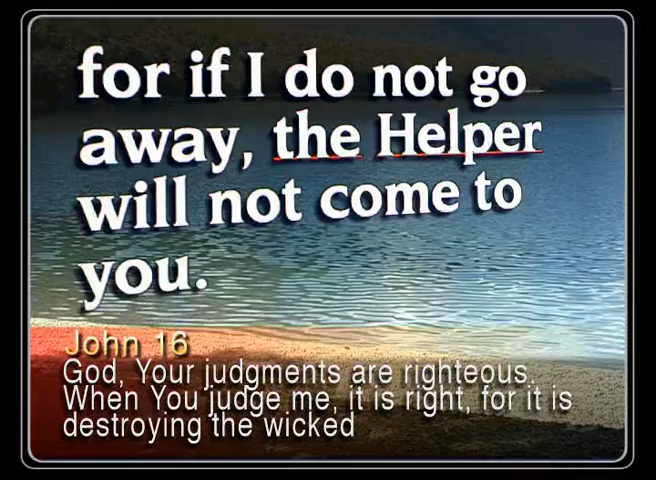 for if I do not go
away, the Helper
will not come to
you.
John 16
God, Your judgments are righteous.
When You judge me, it is right, for it is
destroying the wicked